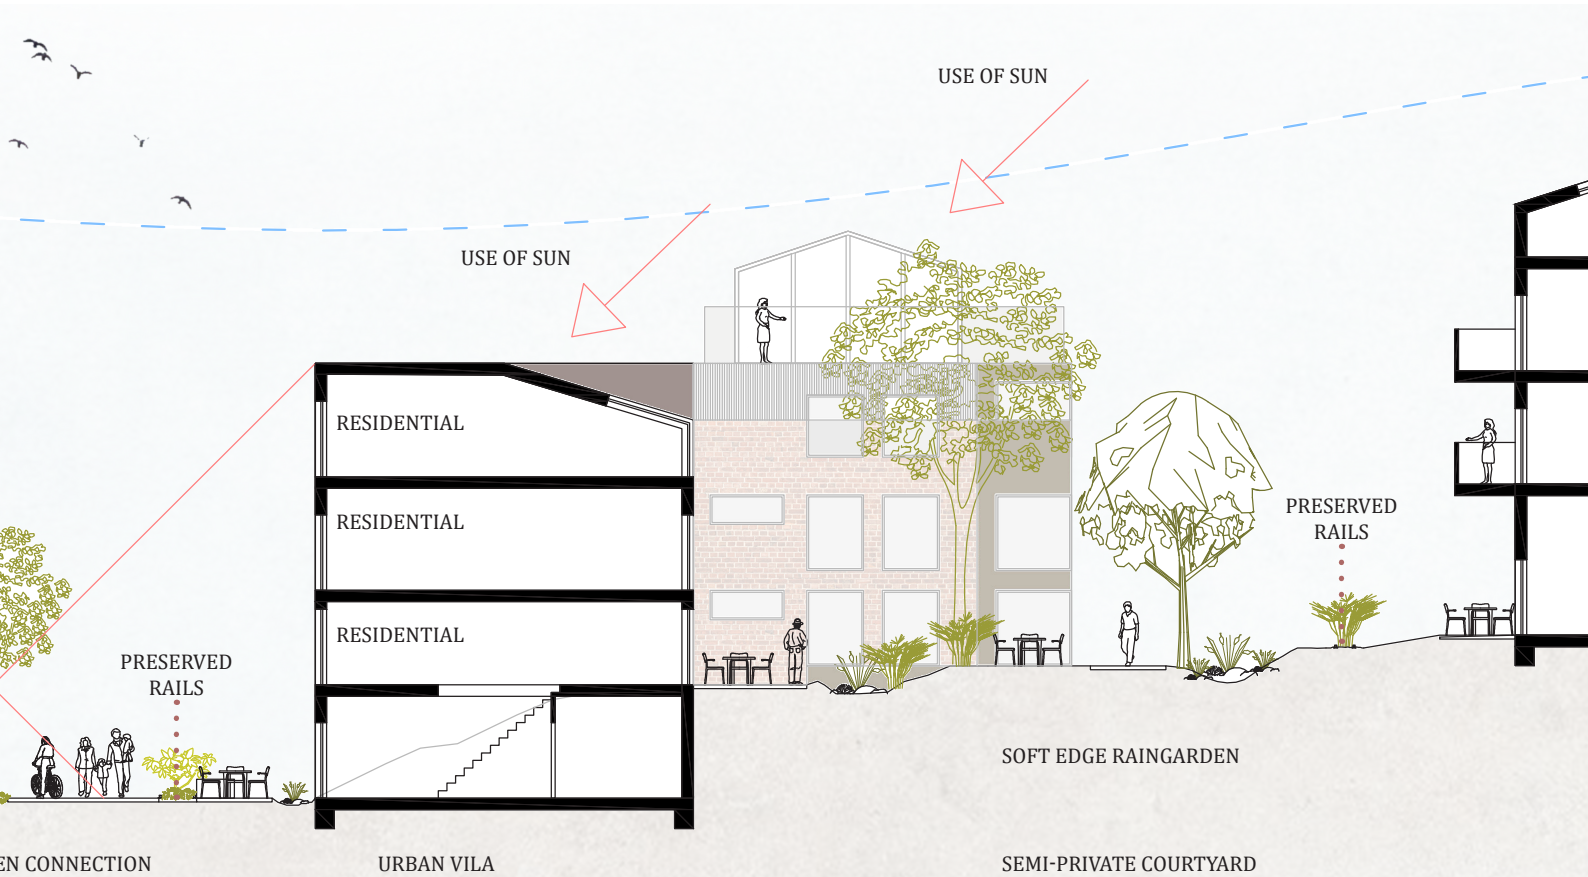 USE OF SUN
USE OF SUN
RESIDENTIAL
PRESERVED
RAILS
RESIDENTIAL
RESIDENTIAL
PRESERVED
RAILS
SOFT EDGE RAINGARDEN
EN CONNECTION
URBAN VILA
SEMI-PRIVATE COURTYARD